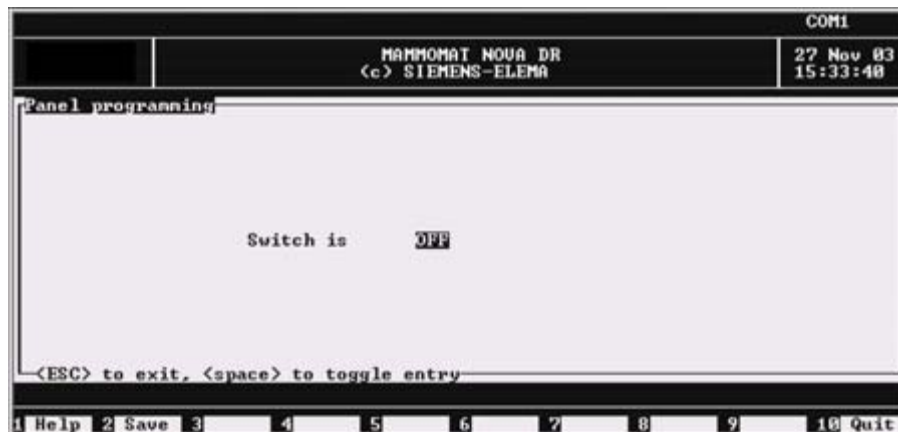 COM1
MAMMOMAT NOVA DR
(c) SIEMENS-ELEMA
27 Nov 03
15:33:40
Panel programming
Switch is OFF
<ESC> to exit, <space> to toggle entry
1 Help 2 Save 3 4 5 6 7 8 9 10 Quit